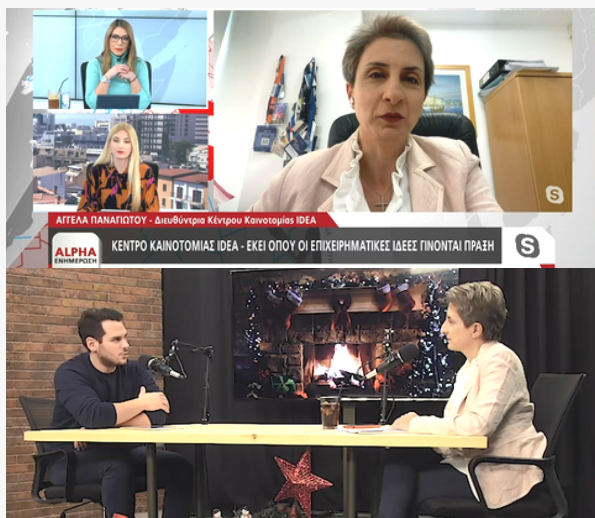 ΑΓΓΕΛΑ ΠΑΝΑΓΙΩΤΟΥ - Διευθύντρια Κέντρου Καινοτομίας IDEA
ALPHA
ΕΝΗΜΕΡΩΣΗ
ΚΕΝΤΡΟ ΚΑΙΝΟΤΟΜΙΑΣ IDEA - ΕΚΕΙ ΟΠΟΥ ΟΙ ΕΠΙΧΕΙΡΗΜΑΤΙΚΕΣ ΙΔΕΕΣ ΓΙΝΟΝΤΑΙ ΠΡΑΞΗ